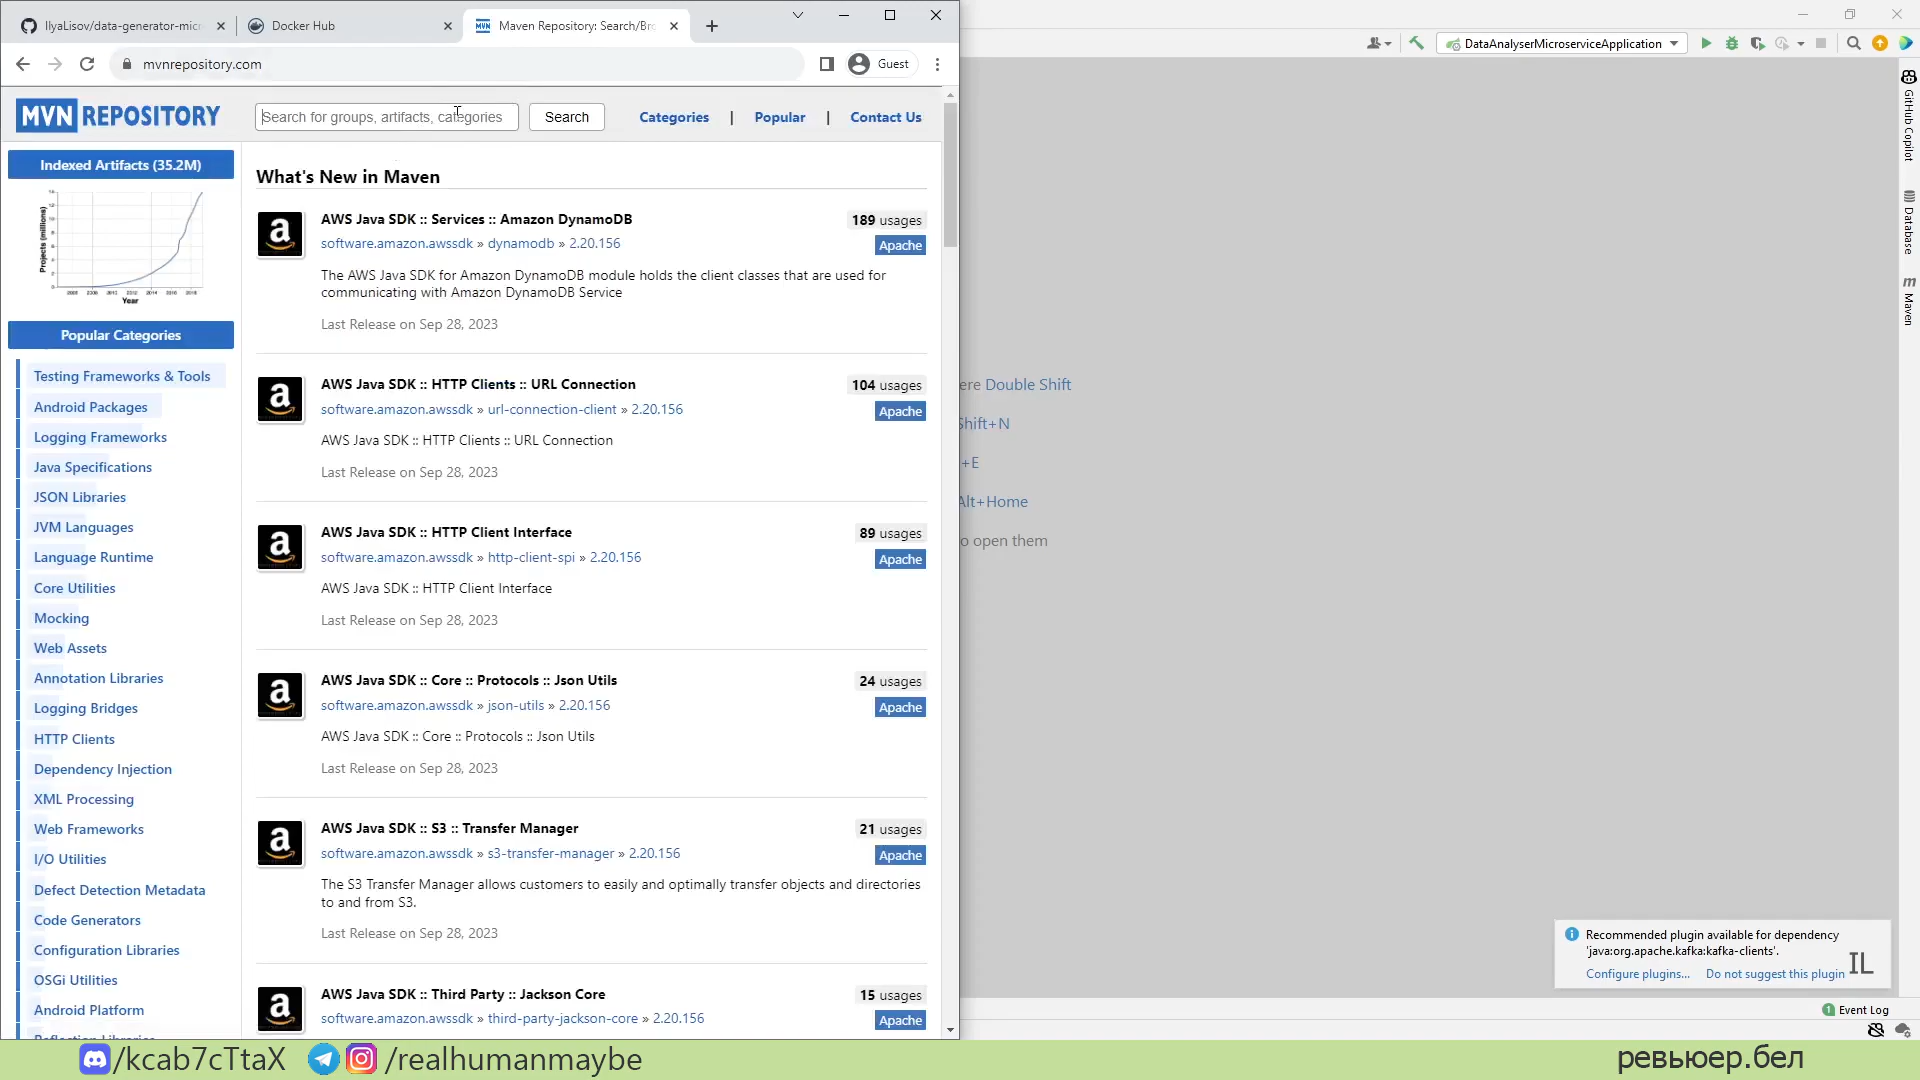 IlyaLisov/data-generator-micr
Docker Hub
MVN Maven Repository: Search/Bro
mvnrepository.com
Guest
MVN REPOSITORY
Search for groups, artifacts, categories
Search
Categories | Popular | Contact Us
Indexed Artifacts (35.2M)
Projects (millions)
Year
Popular Categories
Testing Frameworks & Tools
Android Packages
Logging Frameworks
Java Specifications
JSON Libraries
JVM Languages
Language Runtime
Core Utilities
Mocking
Web Assets
Annotation Libraries
Logging Bridges
HTTP Clients
Dependency Injection
XML Processing
Web Frameworks
I/O Utilities
Defect Detection Metadata
Code Generators
Configuration Libraries
OSGi Utilities
Android Platform
What's New in Maven
AWS Java SDK :: Services :: Amazon DynamoDB
189 usages
software.amazon.awssdk » dynamodb » 2.20.156
Apache
The AWS Java SDK for Amazon DynamoDB module holds the client classes that are used for
communicating with Amazon DynamoDB Service
Last Release on Sep 28, 2023
AWS Java SDK :: HTTP Clients :: URL Connection
104 usages
software.amazon.awssdk » url-connection-client » 2.20.156
Apache
AWS Java SDK :: HTTP Clients :: URL Connection
Last Release on Sep 28, 2023
AWS Java SDK :: HTTP Client Interface
89 usages
software.amazon.awssdk » http-client-spi » 2.20.156
Apache
AWS Java SDK :: HTTP Client Interface
Last Release on Sep 28, 2023
AWS Java SDK :: Core :: Protocols :: Json Utils
24 usages
software.amazon.awssdk » json-utils » 2.20.156
Apache
AWS Java SDK :: Core :: Protocols :: Json Utils
Last Release on Sep 28, 2023
AWS Java SDK :: S3 :: Transfer Manager
21 usages
software.amazon.awssdk » s3-transfer-manager » 2.20.156
Apache
The S3 Transfer Manager allows customers to easily and optimally transfer objects and directories
to and from S3.
Last Release on Sep 28, 2023
AWS Java SDK :: Third Party :: Jackson Core
15 usages
software.amazon.awssdk » third-party-jackson-core » 2.20.156
Apache
DataAnalyserMicroserviceApplication
GitHub Copilot
Database
Maven
ere Double Shift
Shift+N
+E
Alt+Home
o open them
Recommended plugin available for dependency
'java:org.apache.kafka:kafka-clients'.
Configure plugins... Do not suggest this plugin
IL
1 Event Log
/kcab7cTtaX
/realhumanmaybe
ревьюер.бел